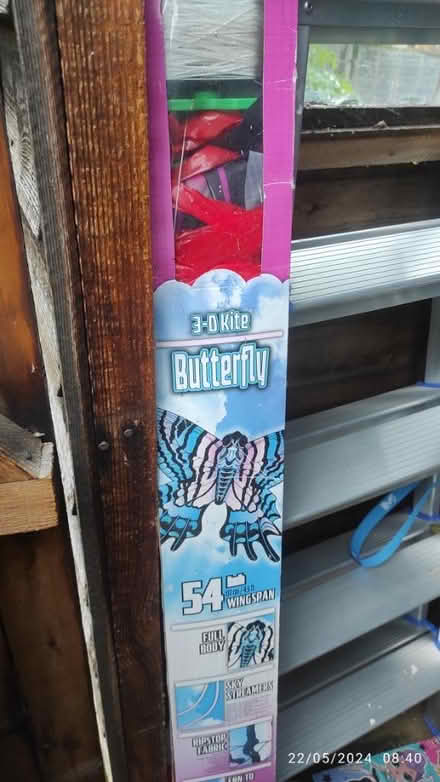 3-D Kite
Butterfly
54
WINGSPAN
FULL
BODY
SKY
STREAMERS
RIPSTOP
FABRIC
22/05/2024 08:40